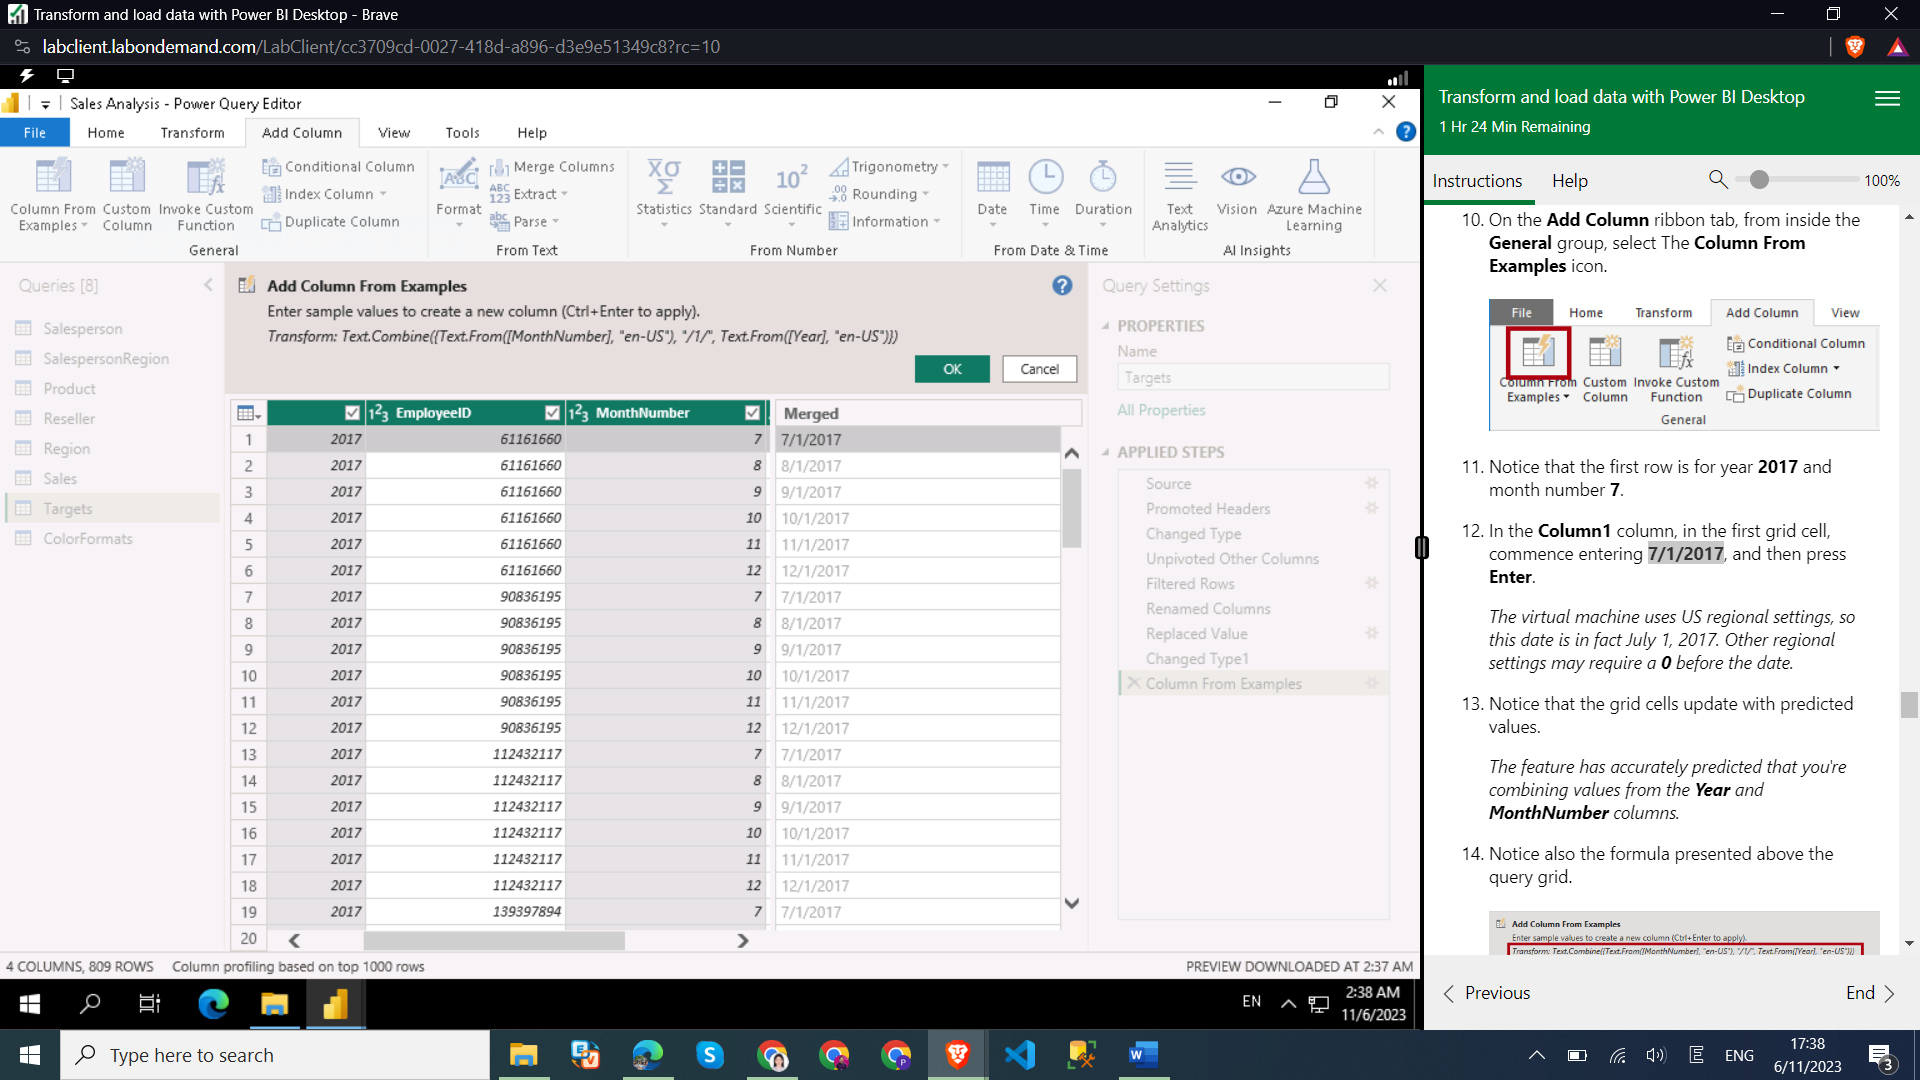 Transform and load data with Power BI Desktop - Brave
labclient.labondemand.com/LabClient/cc3709cd-0027-418d-a896-d3e9e51349c8?rc=10
Sales Analysis - Power Query Editor
File Home Transform Add Column View Tools Help
Column From Examples
Custom Column
Invoke Custom Function
Conditional Column
Index Column
Duplicate Column
General
Format
Merge Columns
Extract
Parse
From Text
Statistics
Standard
Scientific
Trigonometry
Rounding
Information
From Number
Date
Time
Duration
From Date & Time
Text Analytics
Vision
Azure Machine Learning
AI Insights
Queries [8]
Salesperson
SalespersonRegion
Product
Reseller
Region
Sales
Targets
ColorFormats
Add Column From Examples
Enter sample values to create a new column (Ctrl+Enter to apply).
Transform: Text.Combine({Text.From([MonthNumber], "en-US"), "/1/", Text.From([Year], "en-US")})
OK Cancel
EmployeeID MonthNumber Merged
1 2017 61161660 7 7/1/2017
2 2017 61161660 8 8/1/2017
3 2017 61161660 9 9/1/2017
4 2017 61161660 10 10/1/2017
5 2017 61161660 11 11/1/2017
6 2017 61161660 12 12/1/2017
7 2017 90836195 7 7/1/2017
8 2017 90836195 8 8/1/2017
9 2017 90836195 9 9/1/2017
10 2017 90836195 10 10/1/2017
11 2017 90836195 11 11/1/2017
12 2017 90836195 12 12/1/2017
13 2017 112432117 7 7/1/2017
14 2017 112432117 8 8/1/2017
15 2017 112432117 9 9/1/2017
16 2017 112432117 10 10/1/2017
17 2017 112432117 11 11/1/2017
18 2017 112432117 12 12/1/2017
19 2017 139397894 7 7/1/2017
20
Query Settings
PROPERTIES
Name
Targets
All Properties
APPLIED STEPS
Source
Promoted Headers
Changed Type
Unpivoted Other Columns
Filtered Rows
Renamed Columns
Replaced Value
Changed Type1
Column From Examples
4 COLUMNS, 809 ROWS Column profiling based on top 1000 rows
PREVIEW DOWNLOADED AT 2:37 AM
EN
2:38 AM
11/6/2023
Transform and load data with Power BI Desktop
1 Hr 24 Min Remaining
Instructions Help 100%
10. On the Add Column ribbon tab, from inside the
General group, select The Column From
Examples icon.
File Home Transform Add Column View
Column From Examples
Custom Column
Invoke Custom Function
Conditional Column
Index Column
Duplicate Column
General
11. Notice that the first row is for year 2017 and
month number 7.
12. In the Column1 column, in the first grid cell,
commence entering 7/1/2017, and then press
Enter.
The virtual machine uses US regional settings, so
this date is in fact July 1, 2017. Other regional
settings may require a 0 before the date.
13. Notice that the grid cells update with predicted
values.
The feature has accurately predicted that you're
combining values from the Year and
MonthNumber columns.
14. Notice also the formula presented above the
query grid.
Add Column From Examples
Enter sample values to create a new column (Ctrl+Enter to apply).
Transform: Text.Combine({Text.From([MonthNumber], "en-US"), "/1/", Text.From([Year], "en-US")})
Previous End
Type here to search
ENG
17:38
6/11/2023
3